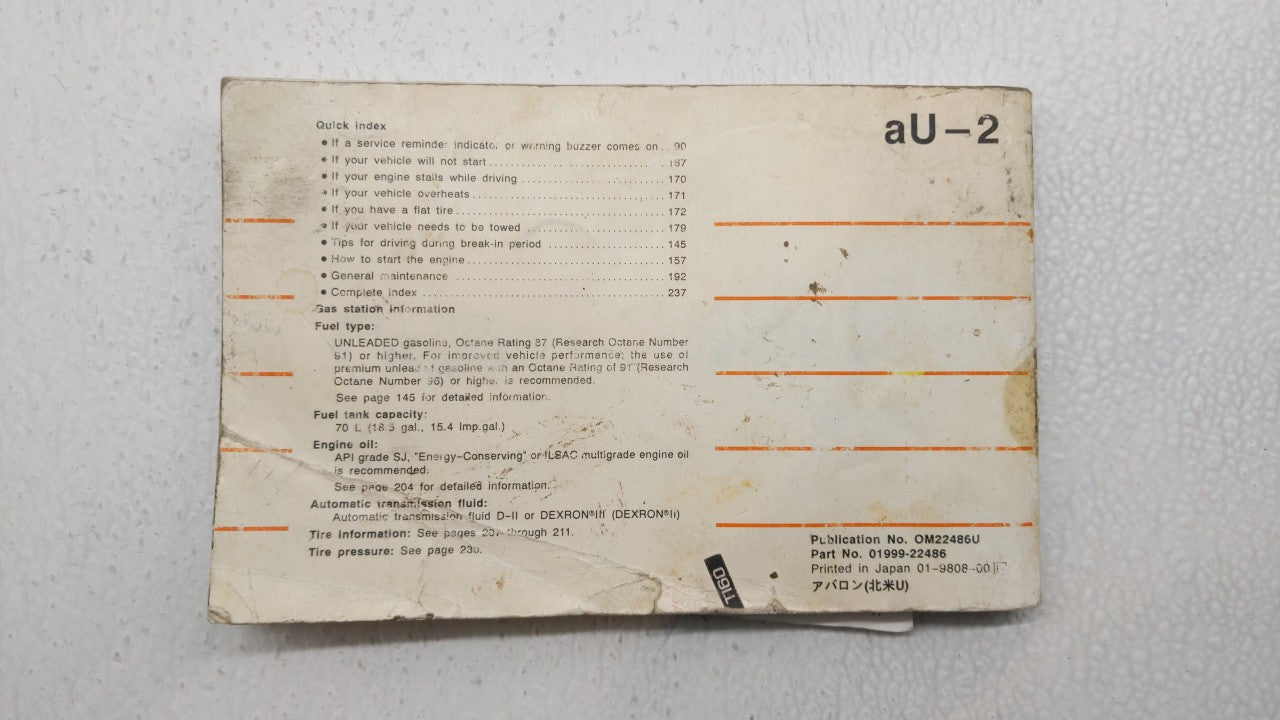 aU-2
Quick index
• If a service reminder indicator or warning buzzer comes on .. 90
• If your vehicle will not start ........ 167
• If your engine stalls while driving ........ 170
• If your vehicle overheats ........ 171
• If you have a flat tire ........ 172
• If your vehicle needs to be towed ........ 179
• Tips for driving during break-in period ........ 145
• How to start the engine ........ 157
• General maintenance ........ 192
• Complete index ........ 237
Gas station information
Fuel type:
UNLEADED gasoline, Octane Rating 87 (Research Octane Number
91) or higher. For improved vehicle performance, the use of
premium unleaded gasoline with an Octane Rating of 91 (Research
Octane Number 96) or higher is recommended.
See page 145 for detailed information.
Fuel tank capacity:
70 L (18.5 gal., 15.4 Imp.gal.)
Engine oil:
API grade SJ, "Energy-Conserving" or ILSAC multigrade engine oil
is recommended.
See page 204 for detailed information.
Automatic transmission fluid:
Automatic transmission fluid D-II or DEXRON®III (DEXRON®II)
Tire information: See pages through 211.
Tire pressure: See page
Publication No. OM22486U
Part No. 01999-22486
Printed in Japan 01-9808-00
アバロン(北米U)